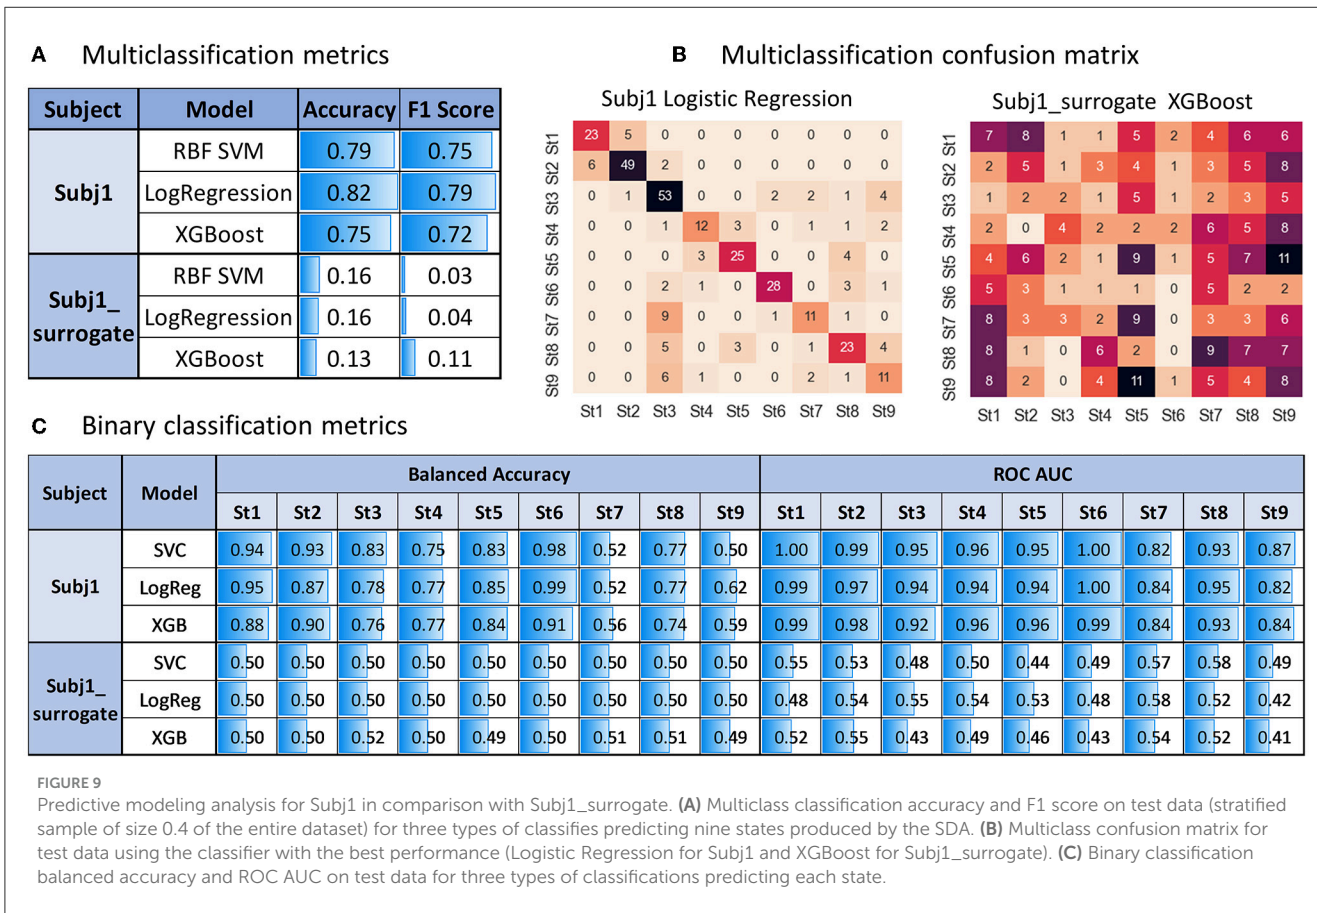 A Multiclassification metrics
Subject Model Accuracy F1 Score
Subj1
RBF SVM 0.79 0.75
LogRegression 0.82 0.79
XGBoost 0.75 0.72
Subj1_
surrogate
RBF SVM 0.16 0.03
LogRegression 0.16 0.04
XGBoost 0.13 0.11
B Multiclassification confusion matrix
Subj1 Logistic Regression
St1 23 5 0 0 0 0 0 0 0
St2 6 49 2 0 0 0 0 0 0
St3 0 1 53 0 0 2 2 1 4
St4 0 0 1 12 3 0 1 1 2
St5 0 0 0 3 25 0 0 4 0
St6 0 0 2 1 0 28 0 3 1
St7 0 0 9 0 0 1 11 1 0
St8 0 0 5 0 3 0 1 23 4
St9 0 0 6 1 0 0 2 1 11
St1 St2 St3 St4 St5 St6 St7 St8 St9
Subj1_surrogate XGBoost
St1 7 8 1 1 5 2 4 6 6
St2 2 5 1 3 4 1 3 5 8
St3 1 2 2 1 5 1 2 3 5
St4 2 0 4 2 2 2 6 5 8
St5 4 6 2 1 9 1 5 7 11
St6 5 3 1 1 1 0 5 2 2
St7 8 3 3 2 9 0 3 3 6
St8 8 1 0 6 2 0 9 7 7
St9 8 2 0 4 11 1 5 4 8
St1 St2 St3 St4 St5 St6 St7 St8 St9
C Binary classification metrics
Subject Model Balanced Accuracy ROC AUC
St1 St2 St3 St4 St5 St6 St7 St8 St9 St1 St2 St3 St4 St5 St6 St7 St8 St9
Subj1
SVC 0.94 0.93 0.83 0.75 0.83 0.98 0.52 0.77 0.50 1.00 0.99 0.95 0.96 0.95 1.00 0.82 0.93 0.87
LogReg 0.95 0.87 0.78 0.77 0.85 0.99 0.52 0.77 0.62 0.99 0.97 0.94 0.94 0.94 1.00 0.84 0.95 0.82
XGB 0.88 0.90 0.76 0.77 0.84 0.91 0.56 0.74 0.59 0.99 0.98 0.92 0.96 0.96 0.99 0.84 0.93 0.84
Subj1_
surrogate
SVC 0.50 0.50 0.50 0.50 0.50 0.50 0.50 0.50 0.50 0.55 0.53 0.48 0.50 0.44 0.49 0.57 0.58 0.49
LogReg 0.50 0.50 0.50 0.50 0.50 0.50 0.50 0.50 0.50 0.48 0.54 0.55 0.54 0.53 0.48 0.58 0.52 0.42
XGB 0.50 0.50 0.52 0.50 0.49 0.50 0.51 0.51 0.49 0.52 0.55 0.43 0.49 0.46 0.43 0.54 0.52 0.41
FIGURE 9
Predictive modeling analysis for Subj1 in comparison with Subj1_surrogate. (A) Multiclass classification accuracy and F1 score on test data (stratified
sample of size 0.4 of the entire dataset) for three types of classifies predicting nine states produced by the SDA. (B) Multiclass confusion matrix for
test data using the classifier with the best performance (Logistic Regression for Subj1 and XGBoost for Subj1_surrogate). (C) Binary classification
balanced accuracy and ROC AUC on test data for three types of classifications predicting each state.